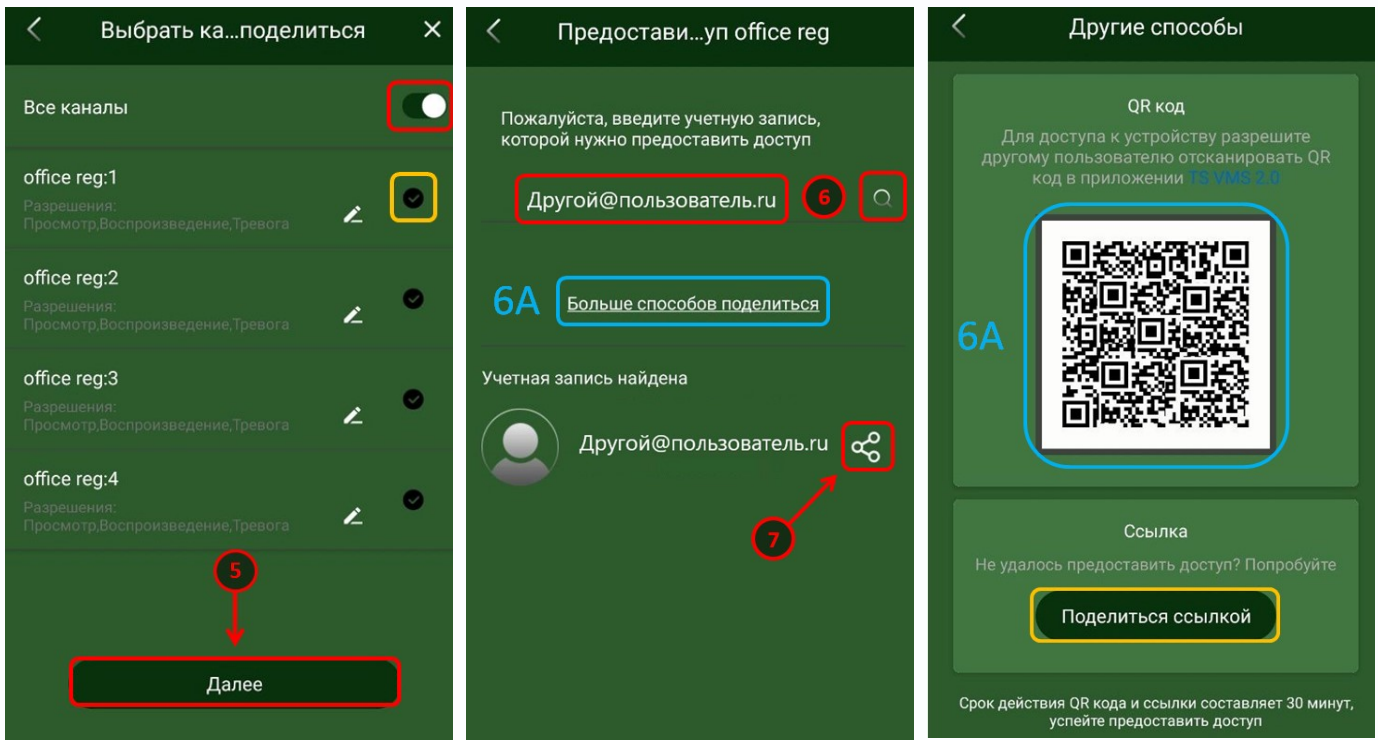 Выбрать ка...поделиться
Все каналы
office reg:1
Разрешения:
Просмотр,Воспроизведение,Тревога
office reg:2
Разрешения:
Просмотр,Воспроизведение,Тревога
office reg:3
Разрешения:
Просмотр,Воспроизведение,Тревога
office reg:4
Разрешения:
Просмотр,Воспроизведение,Тревога
5
Далее
Предостави...уп office reg
Пожалуйста, введите учетную запись,
которой нужно предоставить доступ
Другой@пользователь.ru 6
6A Больше способов поделиться
Учетная запись найдена
Другой@пользователь.ru
7
Другие способы
QR код
Для доступа к устройству разрешите
другому пользователю отсканировать QR
код в приложении TS VMS 2.0
6A
Ссылка
Не удалось предоставить доступ? Попробуйте
Поделиться ссылкой
Срок действия QR кода и ссылки составляет 30 минут,
успейте предоставить доступ